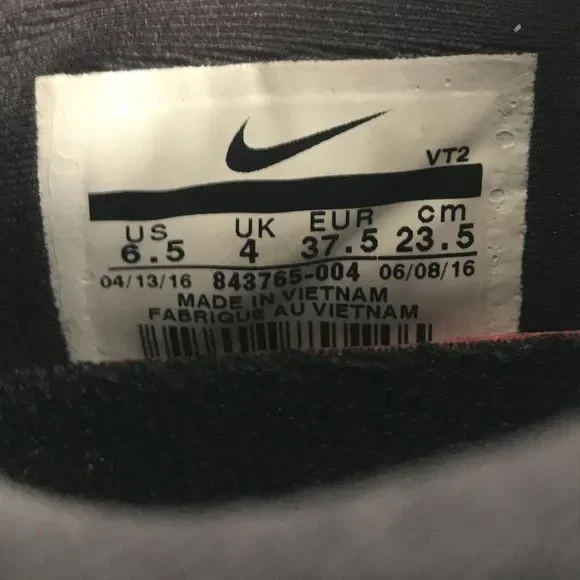 VT2
US UK EUR cm
6.5 4 37.5 23.5
04/13/16 843765-004 06/08/16
MADE IN VIETNAM
FABRIQUE AU VIETNAM